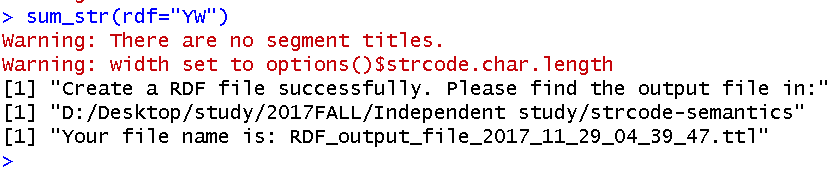 > sum_str(rdf="YW")
Warning: There are no segment titles.
Warning: width set to options()$strcode.char.length
[1] "Create a RDF file successfully. Please find the output file in:"
[1] "D:/Desktop/study/2017FALL/Independent study/strcode-semantics"
[1] "Your file name is: RDF_output_file_2017_11_29_04_39_47.ttl"
>